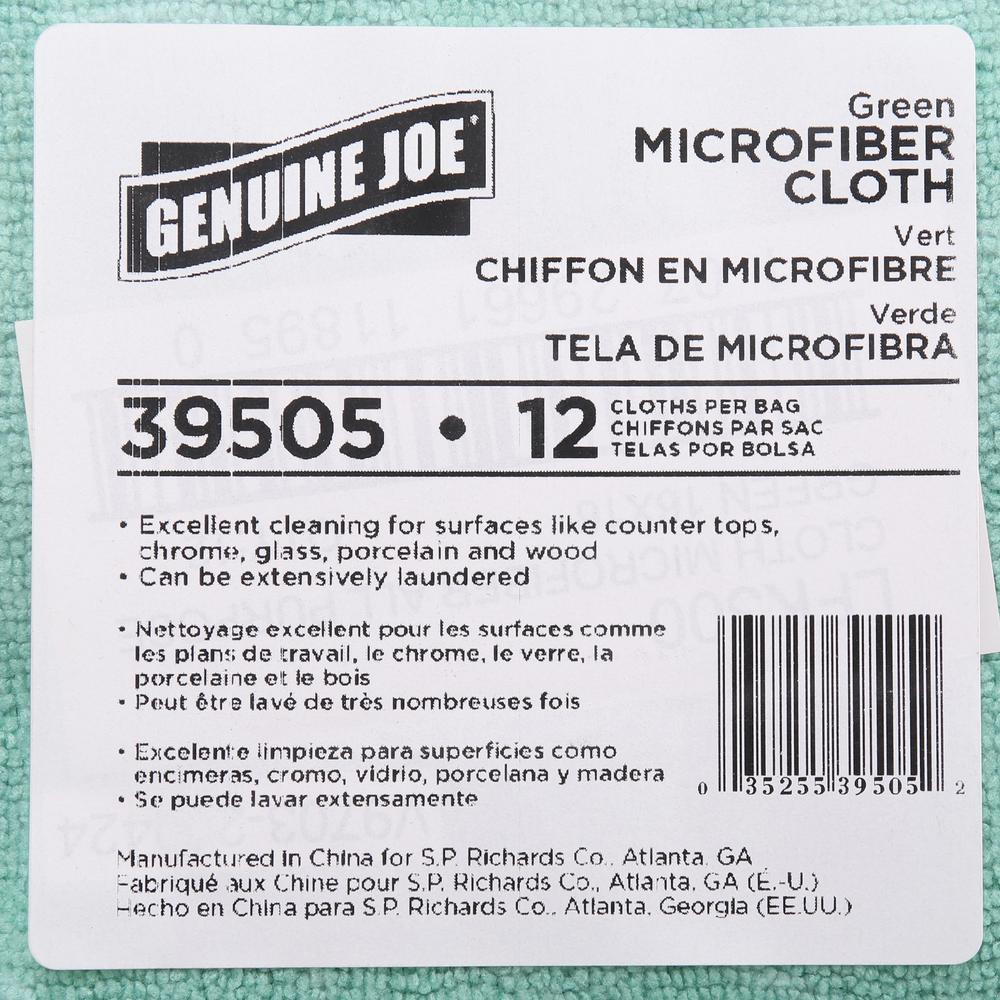 GENUINE JOE
Green
MICROFIBER
CLOTH
Vert
CHIFFON EN MICROFIBRE
Verde
TELA DE MICROFIBRA
39505 • 12
CLOTHS PER BAG
CHIFFONS PAR SAC
TELAS POR BOLSA
• Excellent cleaning for surfaces like counter tops,
chrome, glass, porcelain and wood
• Can be extensively laundered
• Nettoyage excellent pour les surfaces comme
les plans de travail, le chrome, le verre, la
porcelaine et le bois
• Peut être lavé de très nombreuses fois
• Excelente limpieza para superficies como
encimeras, cromo, vidrio, porcelana y madera
• Se puede lavar extensamente
0 35255 39505 2
Manufactured in China for S.P. Richards Co., Atlanta, GA
Fabriqué aux Chine pour S.P. Richards Co., Atlanta, GA (É.-U.)
Hecho en China para S.P. Richards Co., Atlanta, Georgia (EE.UU.)